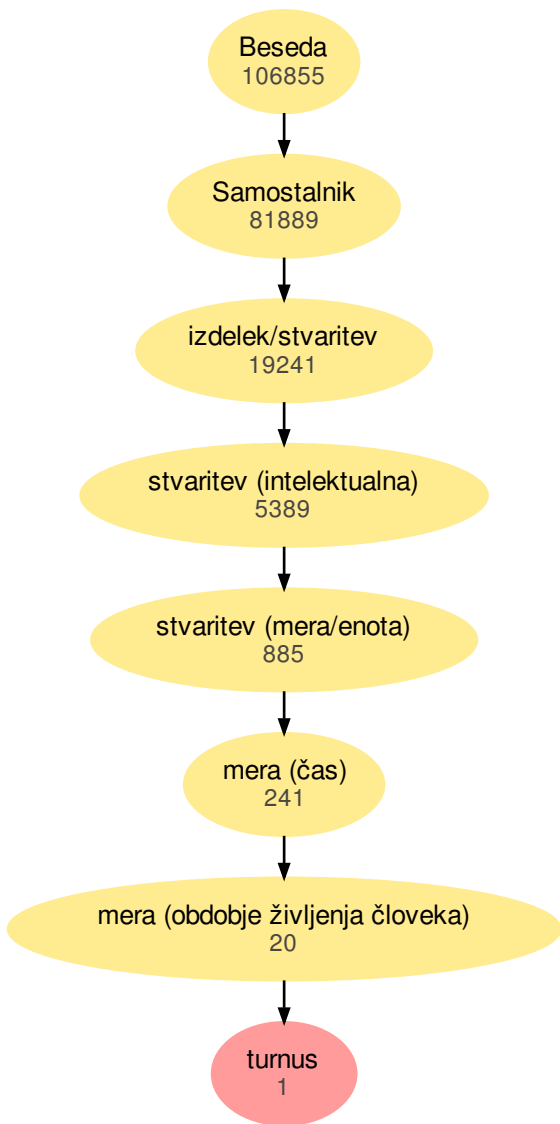 Beseda
106855
Samostalnik
81889
izdelek/stvaritev
19241
stvaritev (intelektualna)
5389
stvaritev (mera/enota)
885
mera (čas)
241
mera (obdobje življenja človeka)
20
turnus
1